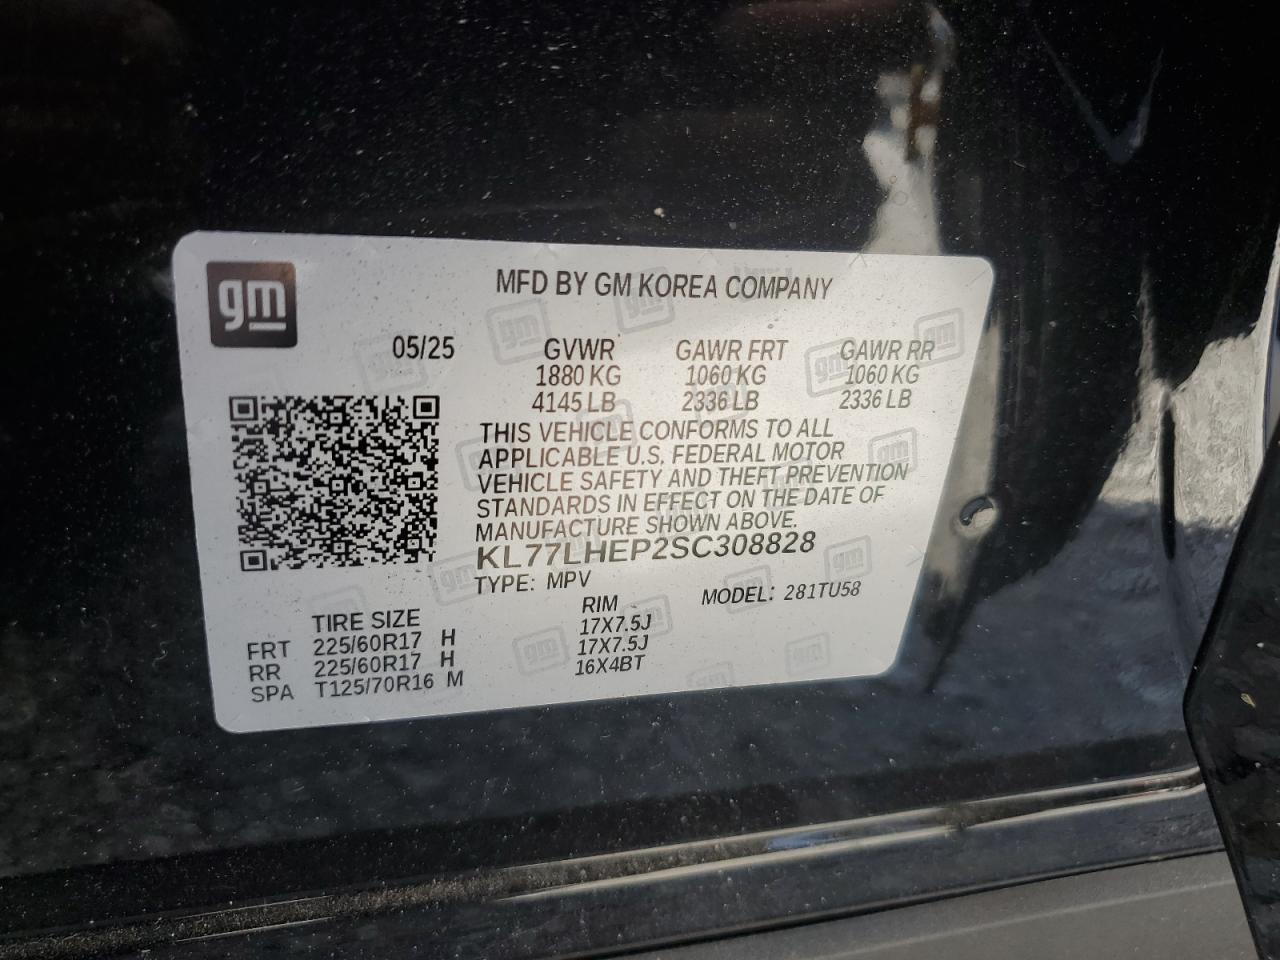 gm
MFD BY GM KOREA COMPANY
05/25 GVWR GAWR FRT GAWR RR
1880 KG 1060 KG 1060 KG
4145 LB 2336 LB 2336 LB
THIS VEHICLE CONFORMS TO ALL
APPLICABLE U.S. FEDERAL MOTOR
VEHICLE SAFETY AND THEFT PREVENTION
STANDARDS IN EFFECT ON THE DATE OF
MANUFACTURE SHOWN ABOVE.
KL77LHEP2SC308828
TYPE: MPV MODEL: 281TU58
TIRE SIZE RIM
FRT 225/60R17 H 17X7.5J
RR 225/60R17 H 17X7.5J
SPA T125/70R16 M 16X4BT